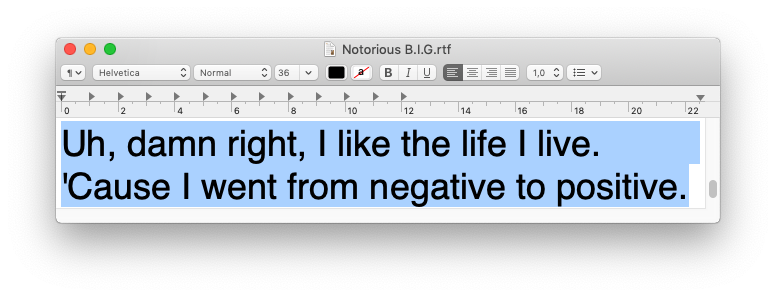 Notorious B.I.G.rtf
¶ Helvetica Normal 36 a B I U 1,0
0 2 4 6 8 10 12 14 16 18 20 22
Uh, damn right, I like the life I live.
'Cause I went from negative to positive.